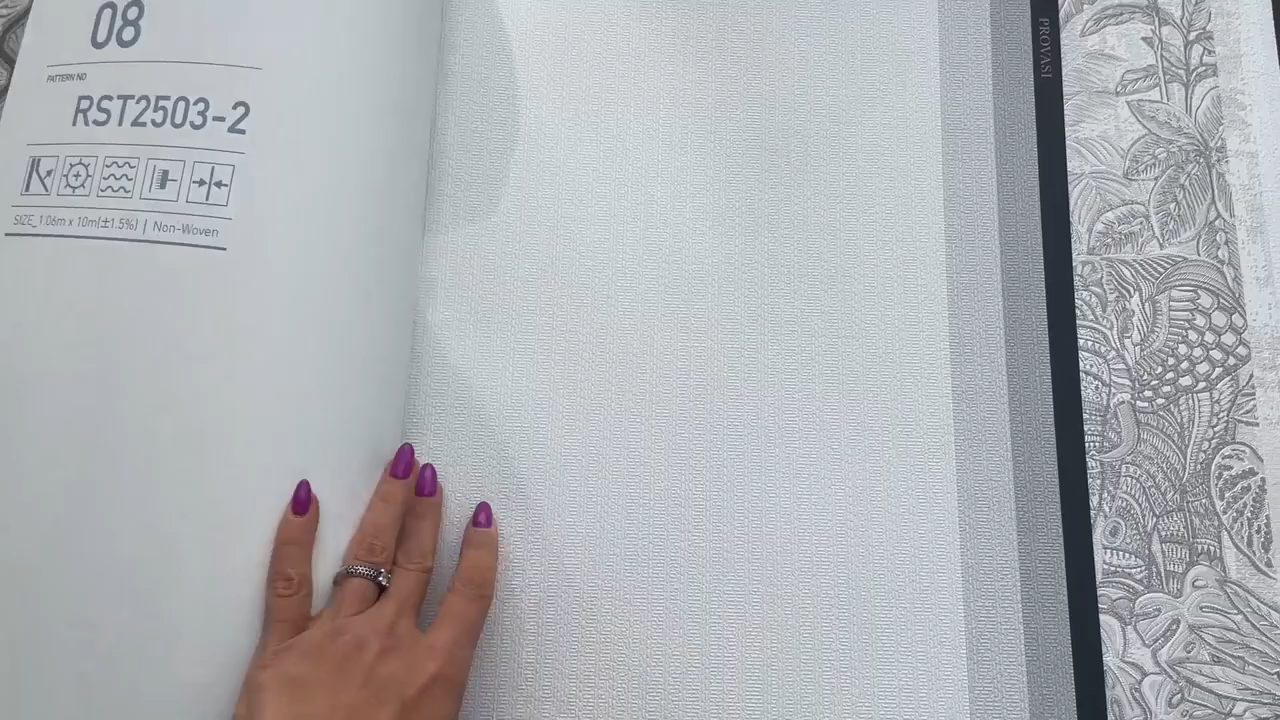 08
PATTERN NO
RST2503-2
SIZE_1.06m x 10m(±1.5%) | Non-Woven
PROVASI